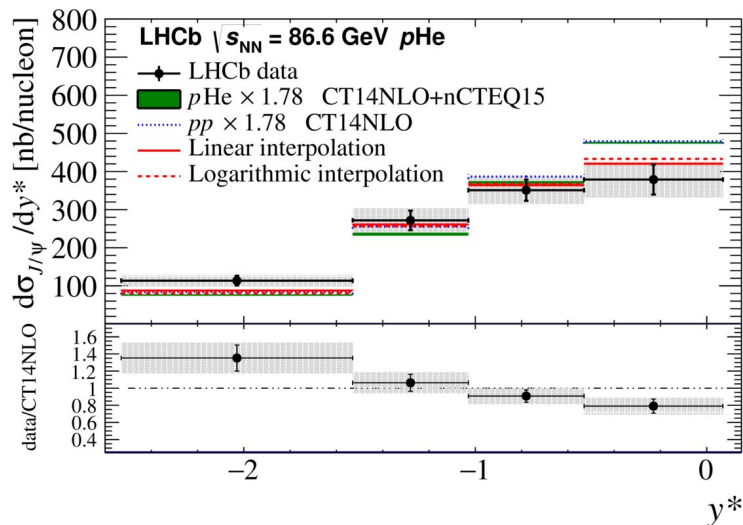 LHCb √s_NN = 86.6 GeV pHe
LHCb data
pHe × 1.78 CT14NLO+nCTEQ15
pp × 1.78 CT14NLO
Linear interpolation
Logarithmic interpolation
dσ_J/ψ/dy* [nb/nucleon]
800
700
600
500
400
300
200
100
data/CT14NLO
1.6
1.4
1.2
1
0.8
0.6
0.4
−2 −1 0
y*